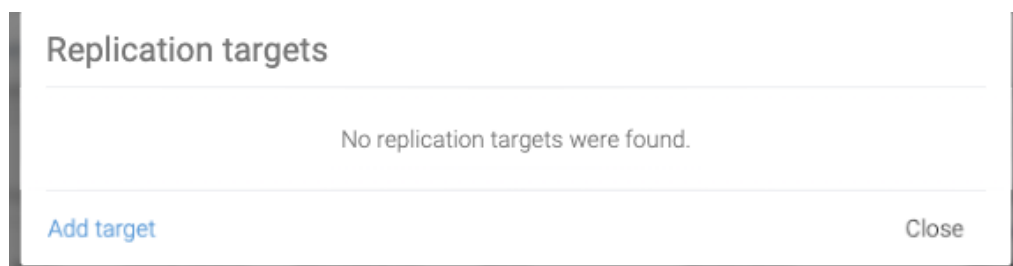 Replication targets
No replication targets were found.
Add target
Close